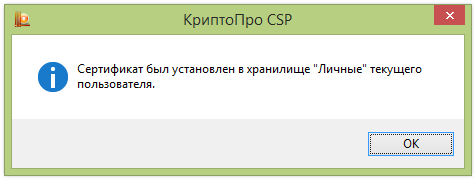 КриптоПро CSP
Сертификат был установлен в хранилище "Личные" текущего
пользователя.
OK